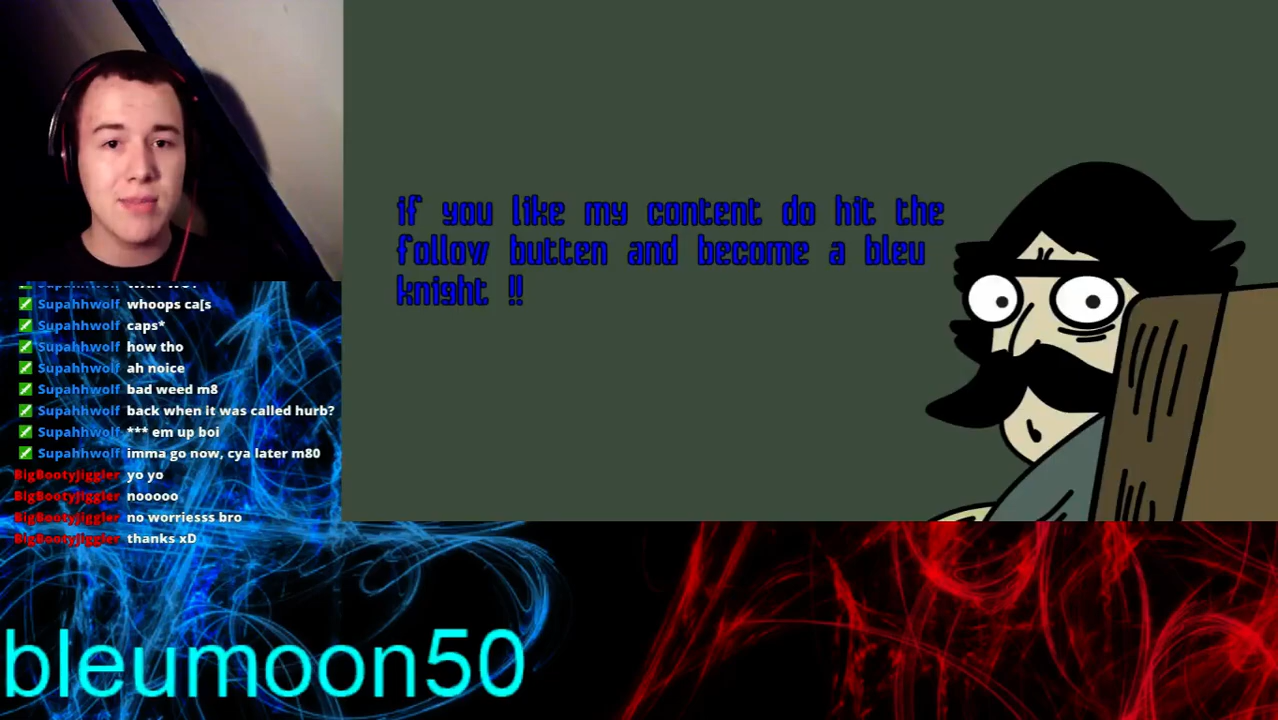 Supahhwolf whoops ca[s
Supahhwolf caps*
Supahhwolf how tho
Supahhwolf ah noice
Supahhwolf bad weed m8
Supahhwolf back when it was called hurb?
Supahhwolf *** em up boi
Supahhwolf imma go now, cya later m80
BigBootyJiggler yo yo
BigBootyJiggler nooooo
BigBootyJiggler no worriesss bro
BigBootyJiggler thanks xD
if you like my content do hit the
follow butten and become a bleu
knight !!
bleumoon50